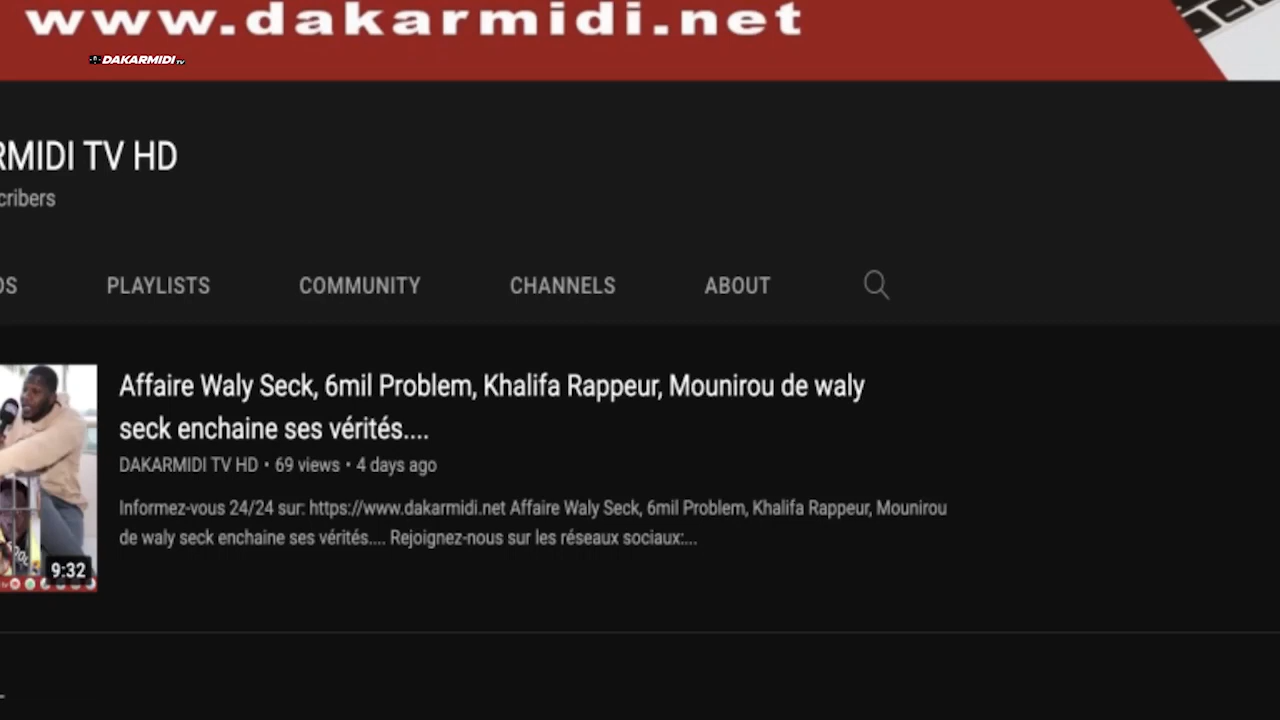 www.dakarmidi.net
DAKARMIDI TV
RMIDI TV HD
cribers
OS
PLAYLISTS
COMMUNITY
CHANNELS
ABOUT
Affaire Waly Seck, 6mil Problem, Khalifa Rappeur, Mounirou de waly
seck enchaine ses vérités....
DAKARMIDI TV HD • 69 views • 4 days ago
Informez-vous 24/24 sur: https://www.dakarmidi.net Affaire Waly Seck, 6mil Problem, Khalifa Rappeur, Mounirou
de waly seck enchaine ses vérités.... Rejoignez-nous sur les réseaux sociaux:...
9:32